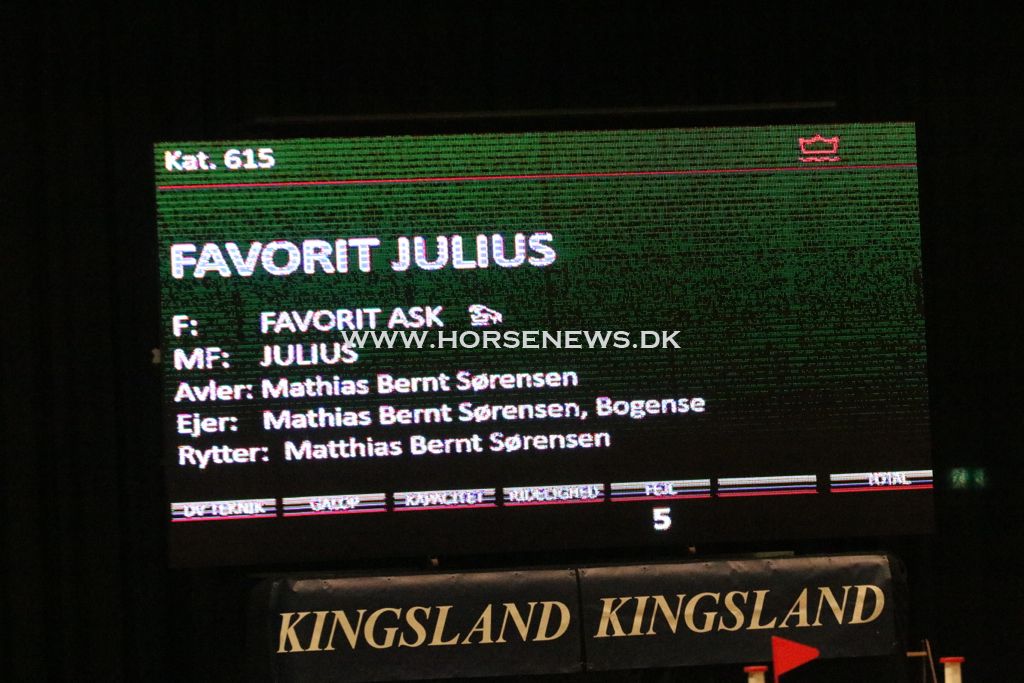 Kat. 615
FAVORIT JULIUS
F: FAVORIT ASK
WWW.HORSENEWS.DK
MF: JULIUS
Avler: Mathias Bernt Sørensen
Ejer: Mathias Bernt Sørensen, Bogense
Rytter: Matthias Bernt Sørensen
GALOP KAPACITET RIDELIGHED FEJL TOTAL
5
KINGSLAND KINGSLAND